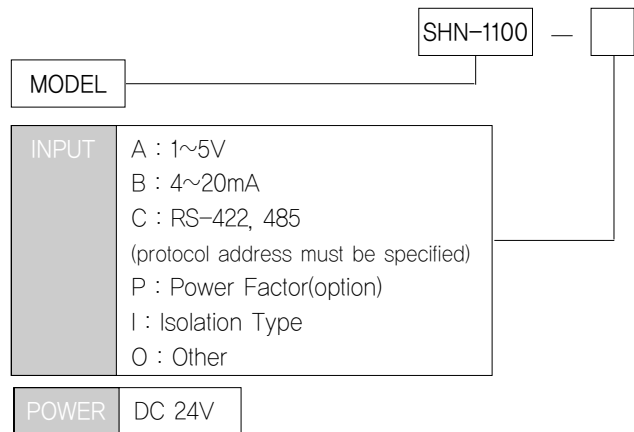 SHN-1100 —
MODEL
INPUT
A : 1~5V
B : 4~20mA
C : RS-422, 485
(protocol address must be specified)
P : Power Factor(option)
I : Isolation Type
O : Other
POWER DC 24V